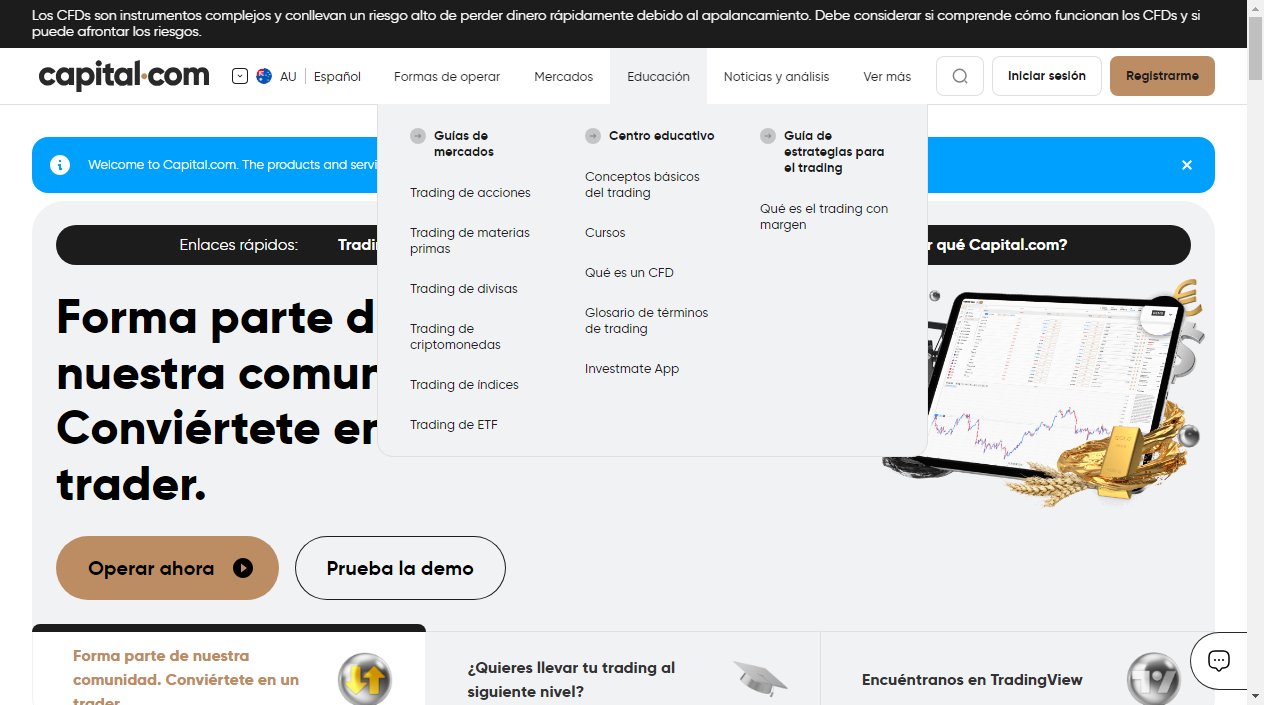 Los CFDs son instrumentos complejos y conllevan un riesgo alto de perder dinero rápidamente debido al apalancamiento. Debe considerar si comprende cómo funcionan los CFDs y si
puede afrontar los riesgos.
capital.com
AU
Español
Formas de operar
Mercados
Educación
Noticias y análisis
Ver más
Iniciar sesión
Registrarme
Guías de
mercados
Trading de acciones
Trading de materias
primas
Trading de divisas
Trading de
criptomonedas
Trading de índices
Trading de ETF
Centro educativo
Conceptos básicos
del trading
Cursos
Qué es un CFD
Glosario de términos
de trading
Investmate App
Guía de
estrategias para
el trading
Qué es el trading con
margen
Welcome to Capital.com. The products and servi
Enlaces rápidos:
Tradi
r qué Capital.com?
Forma parte d
nuestra comun
Conviértete en
trader.
Operar ahora
Prueba la demo
Forma parte de nuestra
comunidad. Conviértete en un
trader.
¿Quieres llevar tu trading al
siguiente nivel?
Encuéntranos en TradingView